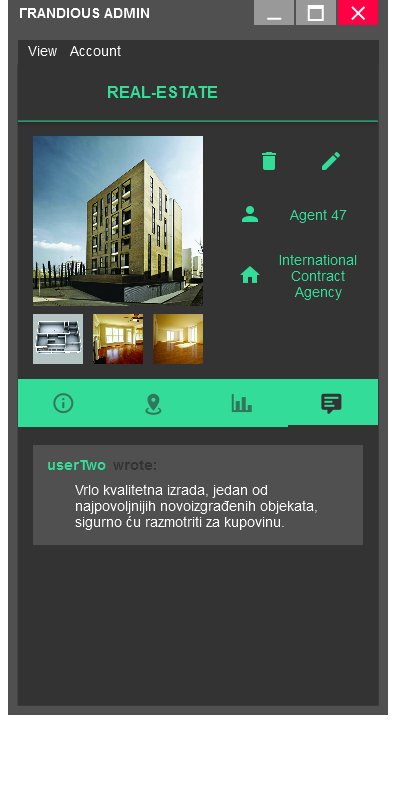 FRANDIOUS ADMIN
View Account
REAL-ESTATE
Agent 47
International
Contract
Agency
userTwo wrote:
Vrlo kvalitetna izrada, jedan od
najpovoljnijih novoizgrađenih objekata,
sigurno ću razmotriti za kupovinu.